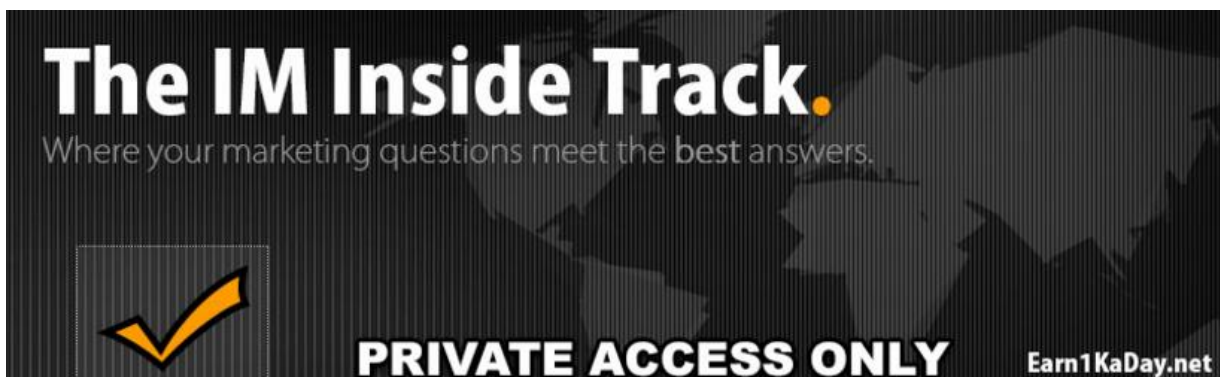 The IM Inside Track.
Where your marketing questions meet the best answers.
PRIVATE ACCESS ONLY
Earn1KaDay.net